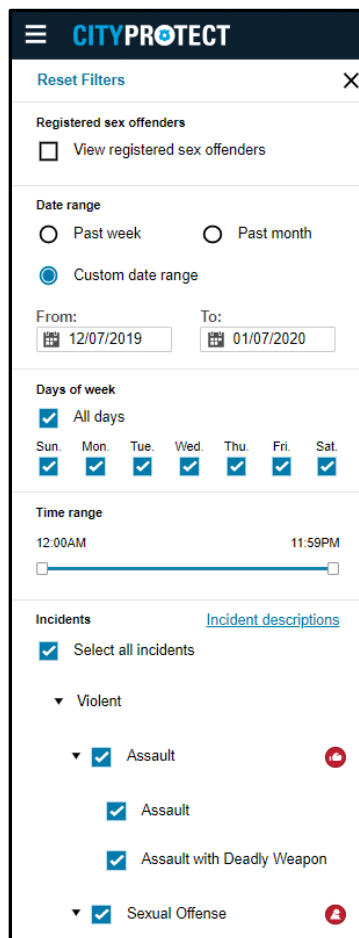 CITYPROTECT
Reset Filters
Registered sex offenders
View registered sex offenders
Date range
Past week Past month
Custom date range
From: To:
12/07/2019 01/07/2020
Days of week
All days
Sun. Mon. Tue. Wed. Thu. Fri. Sat.
Time range
12:00AM 11:59PM
Incidents Incident descriptions
Select all incidents
Violent
Assault
Assault
Assault with Deadly Weapon
Sexual Offense